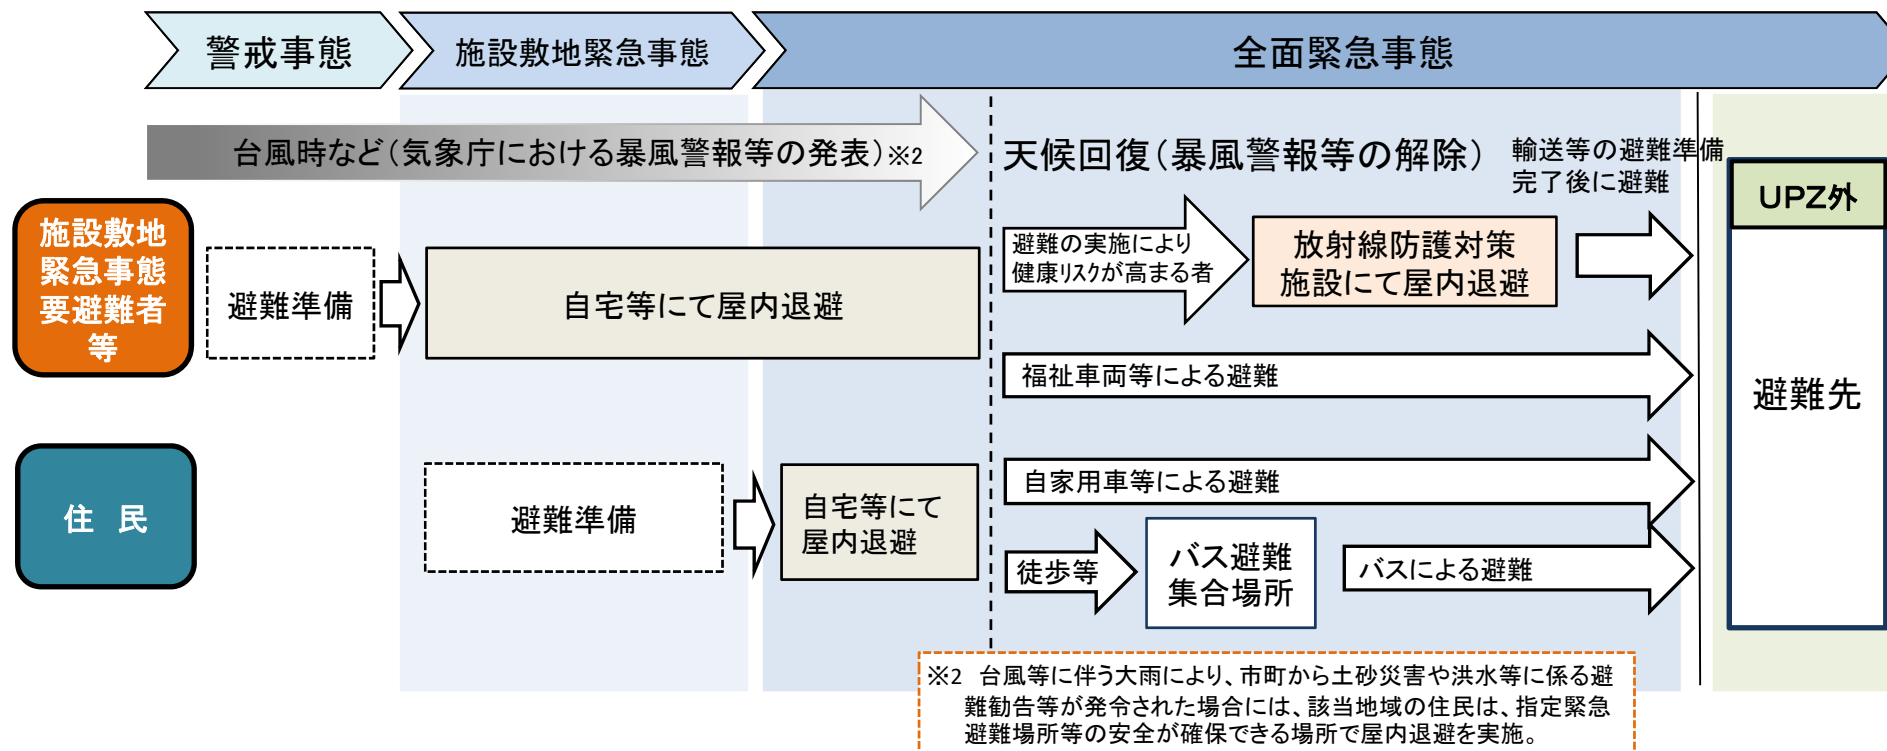 警戒事態
施設敷地緊急事態
全面緊急事態
台風時など(気象庁における暴風警報等の発表)※2
天候回復(暴風警報等の解除)
輸送等の避難準備
完了後に避難
UPZ外
避難先
施設敷地
緊急事態
要避難者
等
避難準備
自宅等にて屋内退避
避難の実施により
健康リスクが高まる者
放射線防護対策
施設にて屋内退避
福祉車両等による避難
住 民
避難準備
自宅等にて
屋内退避
自家用車等による避難
徒歩等
バス避難
集合場所
バスによる避難
※2 台風等に伴う大雨により、市町から土砂災害や洪水等に係る避
難勧告等が発令された場合には、該当地域の住民は、指定緊急
避難場所等の安全が確保できる場所で屋内退避を実施。